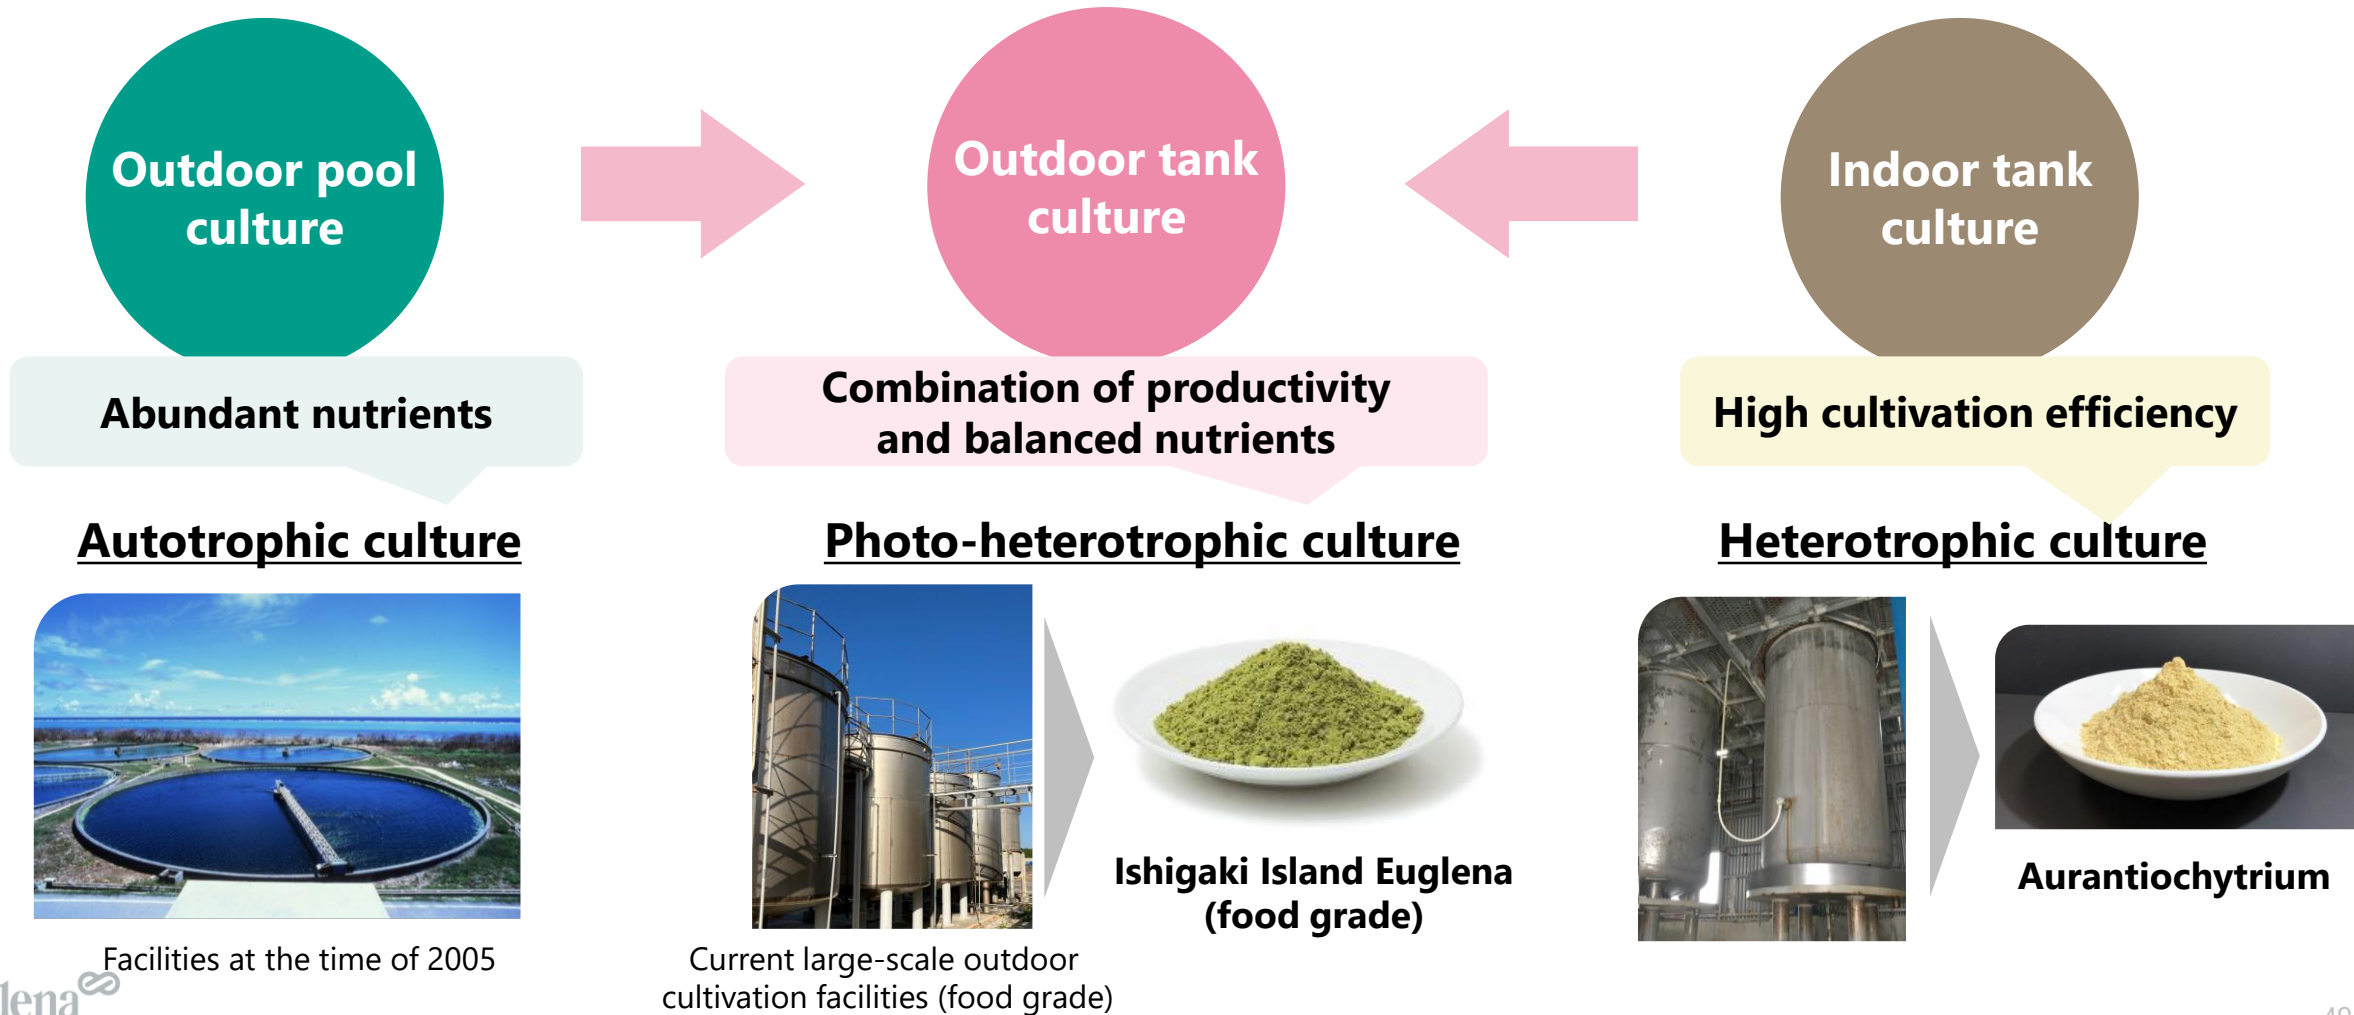 Outdoor pool
culture
Outdoor tank
culture
Indoor tank
culture
Abundant nutrients
Combination of productivity
and balanced nutrients
High cultivation efficiency
Autotrophic culture
Photo-heterotrophic culture
Heterotrophic culture
Ishigaki Island Euglena
(food grade)
Aurantiochytrium
Facilities at the time of 2005
Current large-scale outdoor
cultivation facilities (food grade)